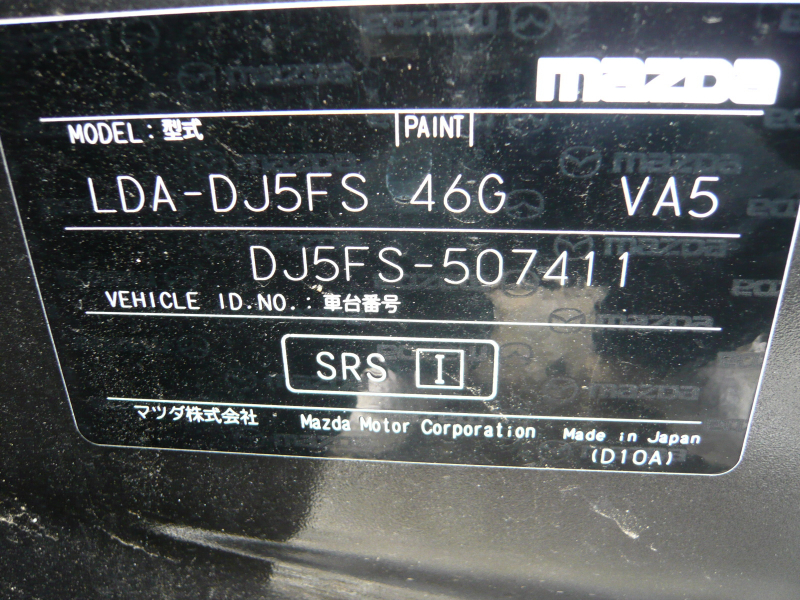 mazda
MODEL：型式 PAINT
LDA-DJ5FS 46G VA5
DJ5FS-507411
VEHICLE ID.NO.：車台番号
SRS I
マツダ株式会社 Mazda Motor Corporation Made in Japan
(D10A)